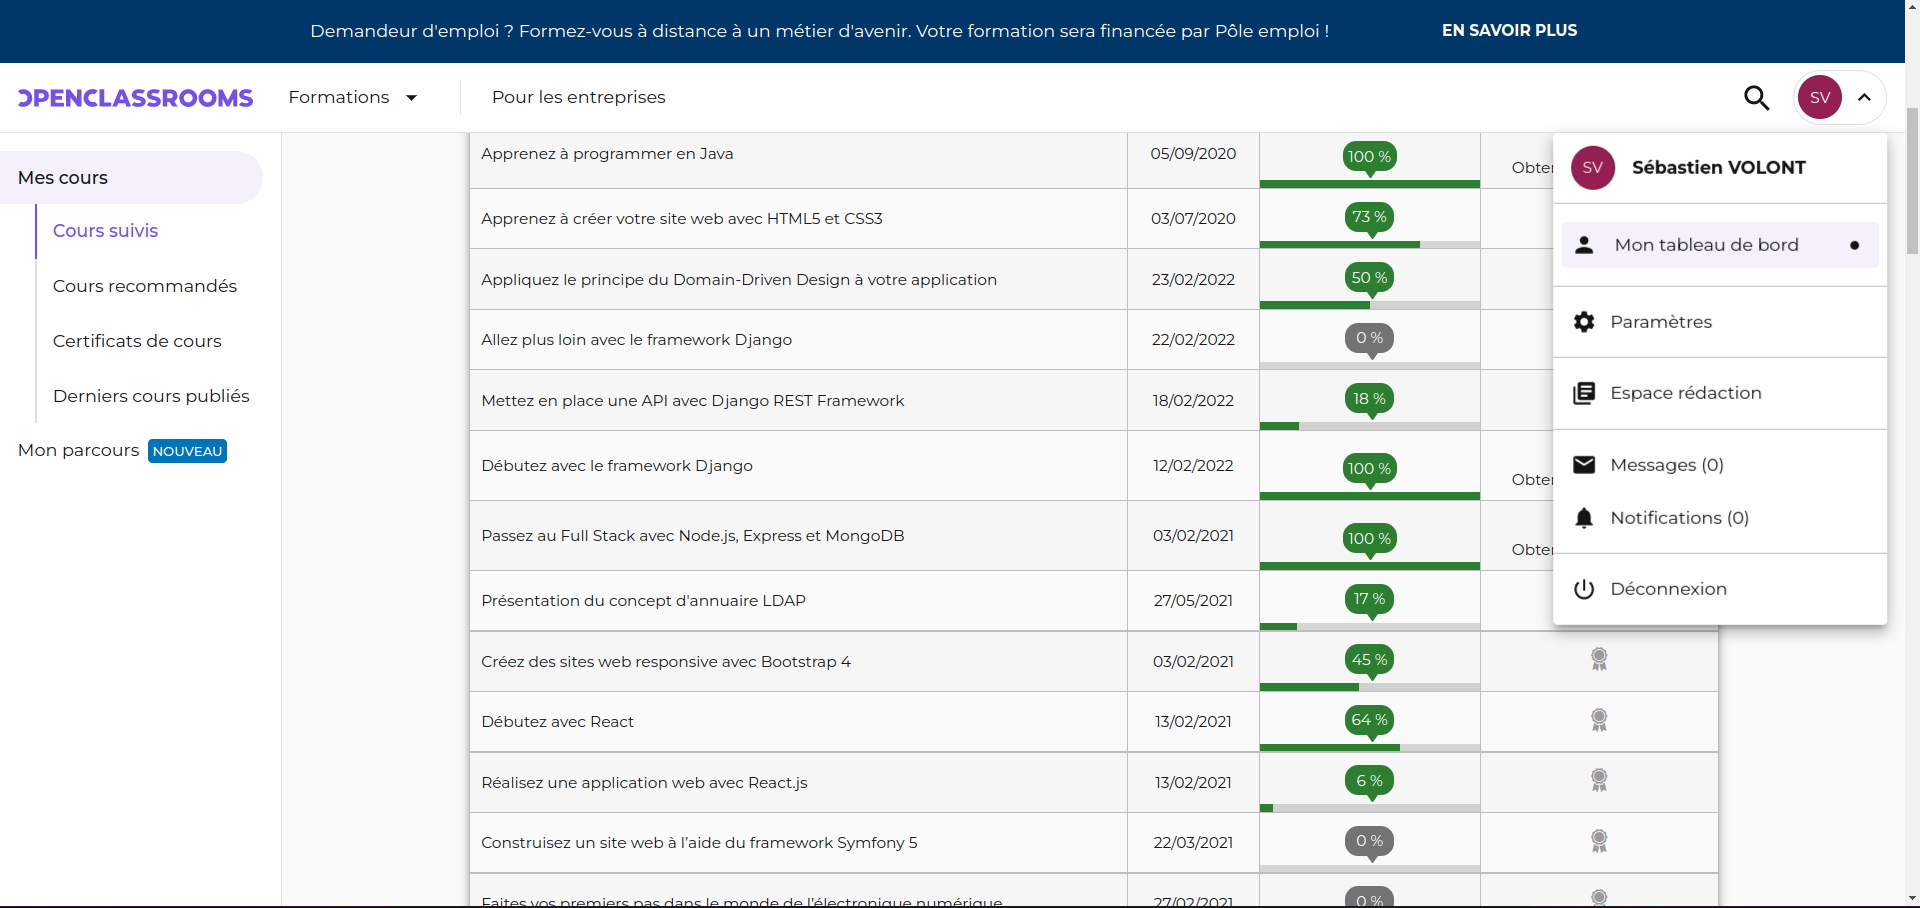 Demandeur d'emploi ? Formez-vous à distance à un métier d'avenir. Votre formation sera financée par Pôle emploi ! EN SAVOIR PLUS
OPENCLASSROOMS Formations Pour les entreprises SV
Mes cours
Cours suivis
Cours recommandés
Certificats de cours
Derniers cours publiés
Mon parcours NOUVEAU
Apprenez à programmer en Java 05/09/2020 100 % Obter
Apprenez à créer votre site web avec HTML5 et CSS3 03/07/2020 73 %
Appliquez le principe du Domain-Driven Design à votre application 23/02/2022 50 %
Allez plus loin avec le framework Django 22/02/2022 0 %
Mettez en place une API avec Django REST Framework 18/02/2022 18 %
Débutez avec le framework Django 12/02/2022 100 % Obter
Passez au Full Stack avec Node.js, Express et MongoDB 03/02/2021 100 % Obter
Présentation du concept d'annuaire LDAP 27/05/2021 17 %
Créez des sites web responsive avec Bootstrap 4 03/02/2021 45 %
Débutez avec React 13/02/2021 64 %
Réalisez une application web avec React.js 13/02/2021 6 %
Construisez un site web à l’aide du framework Symfony 5 22/03/2021 0 %
Faites vos premiers pas dans le monde de l’électronique numérique 27/02/2021 0 %
SV Sébastien VOLONT
Mon tableau de bord
Paramètres
Espace rédaction
Messages (0)
Notifications (0)
Déconnexion